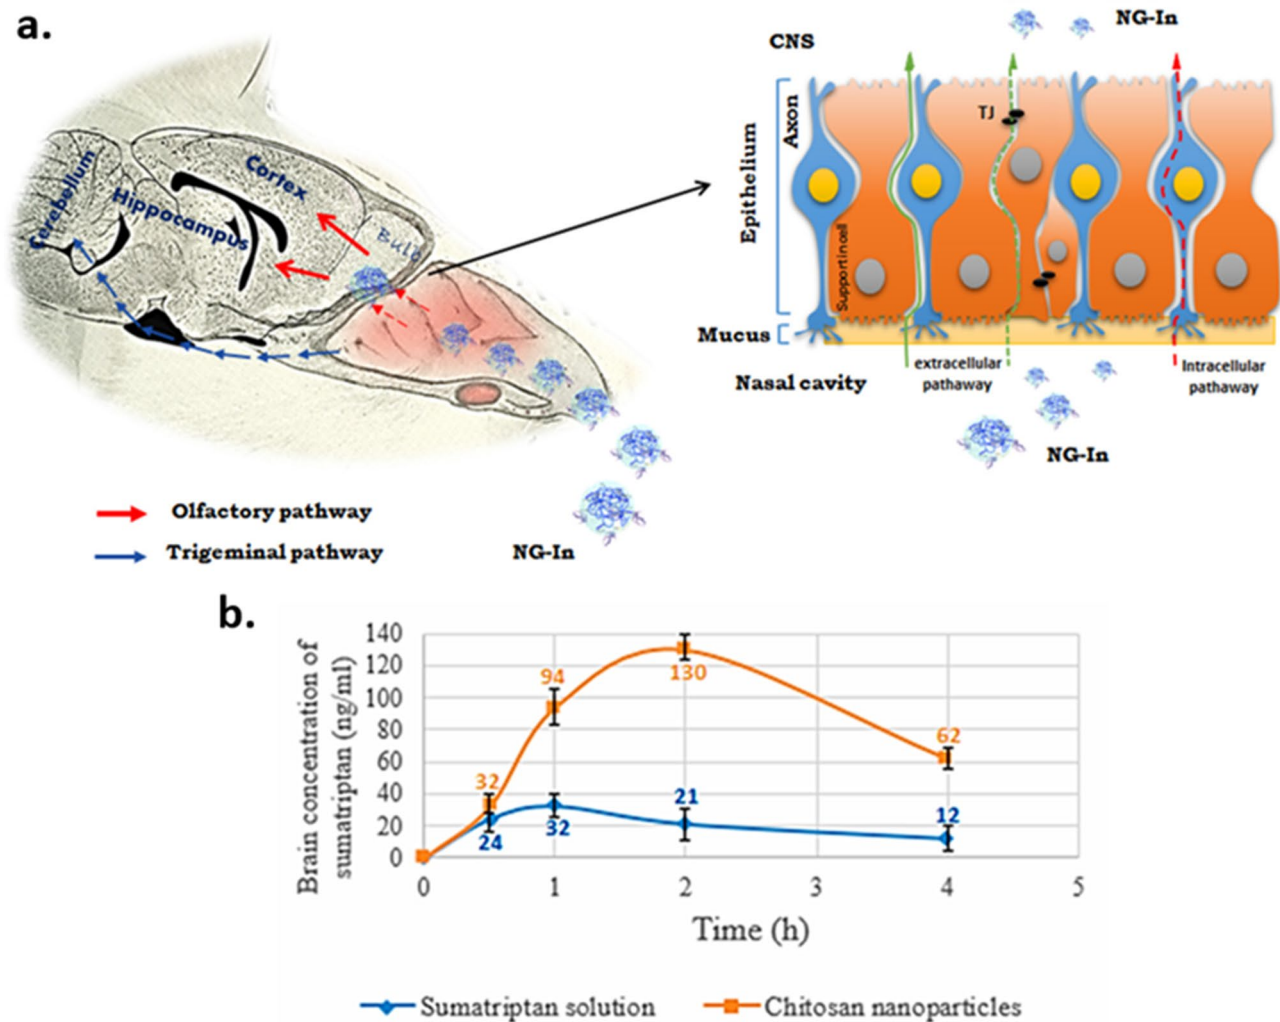 a.
Cerebellum
Hippocampus
Cortex
Bulb
Olfactory pathway
Trigeminal pathway
NG-In
CNS
NG-In
Epithelium
Axon
TJ
Supportincell
Mucus
Nasal cavity
extracellular
pathaway
Intracellular
pathaway
NG-In
b.
Brain concentration of
sumatriptan (ng/ml)
140
120
100
80
60
40
20
0
32
94
130
62
24
32
21
12
0 1 2 3 4 5
Time (h)
Sumatriptan solution Chitosan nanoparticles